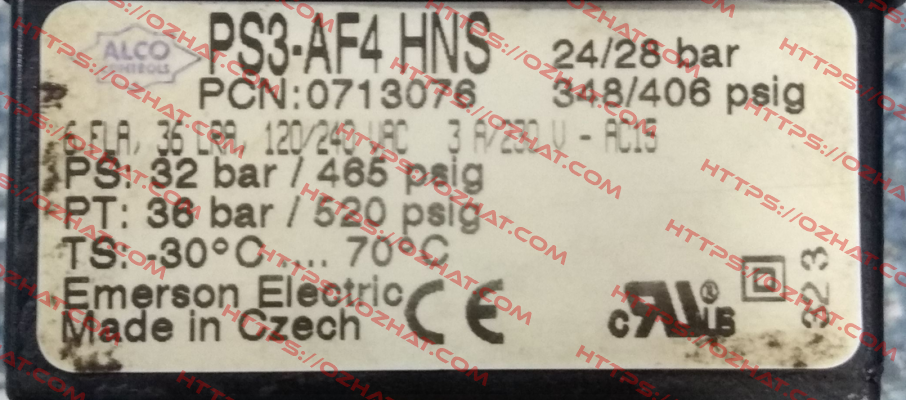 ALCO
CONTROLS
PS3-AF4 HNS
24/28 bar
PCN:0713076
348/406 psig
6 FLA, 36 LRA, 120/240 VAC 3 A/230 V - AC15
PS: 32 bar / 465 psig
PT: 36 bar / 520 psig
TS: -30°C .... 70°C
Emerson Electric
Made in Czech
CE
c RU ® US
323
HTTPS://OZHAT.COM